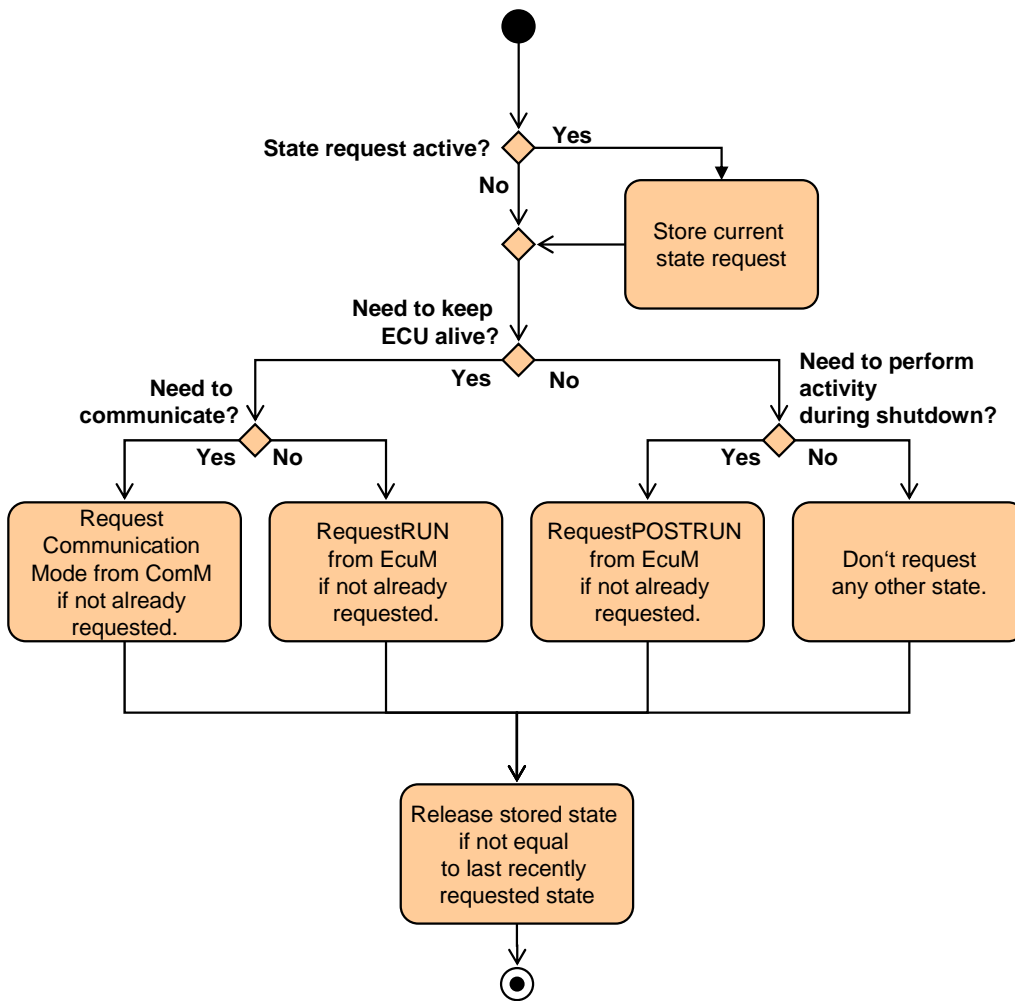 State request active?
Yes
No
Store current
state request
Need to keep
ECU alive?
Yes
No
Need to
communicate?
Yes
No
Need to perform
activity
during shutdown?
Yes
No
Request
Communication
Mode from ComM
if not already
requested.
RequestRUN
from EcuM
if not already
requested.
RequestPOSTRUN
from EcuM
if not already
requested.
Don‘t request
any other state.
Release stored state
if not equal
to last recently
requested state